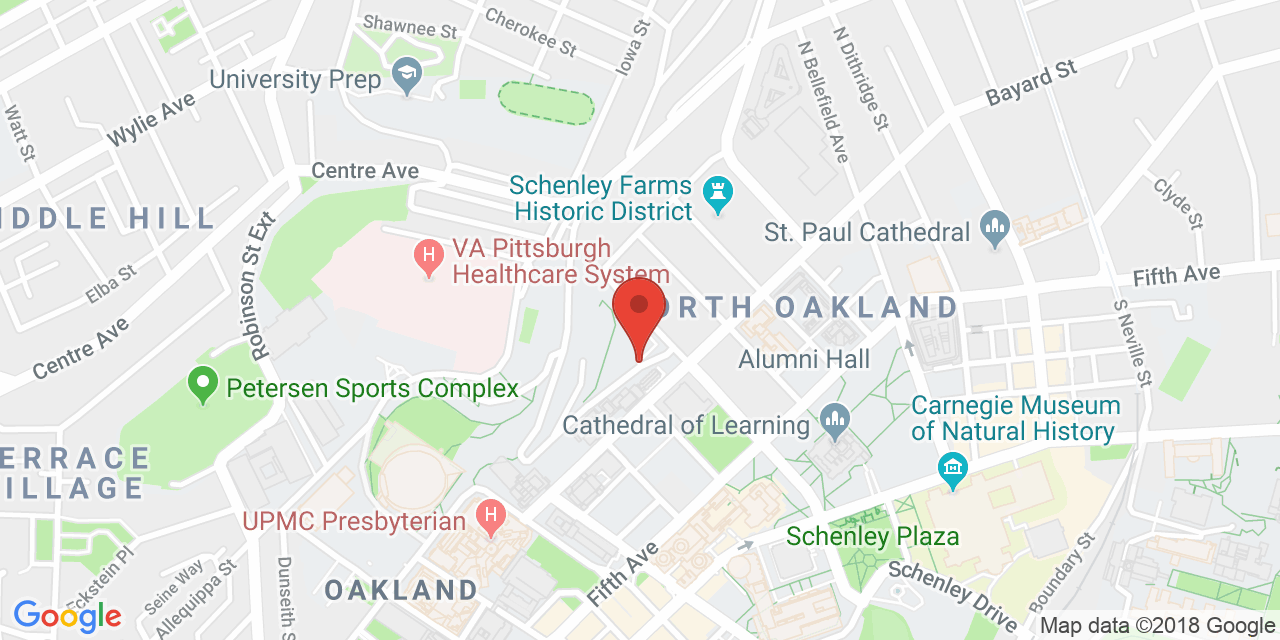 Shawnee St
Cherokee St
Iowa St
N Dithridge St
N Bellefield Ave
University Prep
Bayard St
Wylie Ave
Watt St
Centre Ave
Schenley Farms
Historic District
Clyde St
IDDLE HILL
St. Paul Cathedral
VA Pittsburgh
Healthcare System
H
Elba St
Fifth Ave
Robinson St Ext
ORTH OAKLAND
S Neville St
Centre Ave
Alumni Hall
Petersen Sports Complex
Carnegie Museum
of Natural History
Cathedral of Learning
ERRACE
ILLAGE
UPMC Presbyterian
H
Schenley Plaza
Eckstein Pl
Seine Way
Allequippa St
Dunseith S
OAKLAND
Fifth Ave
Schenley Drive
Boundary St
Google
Map data ©2018 Google